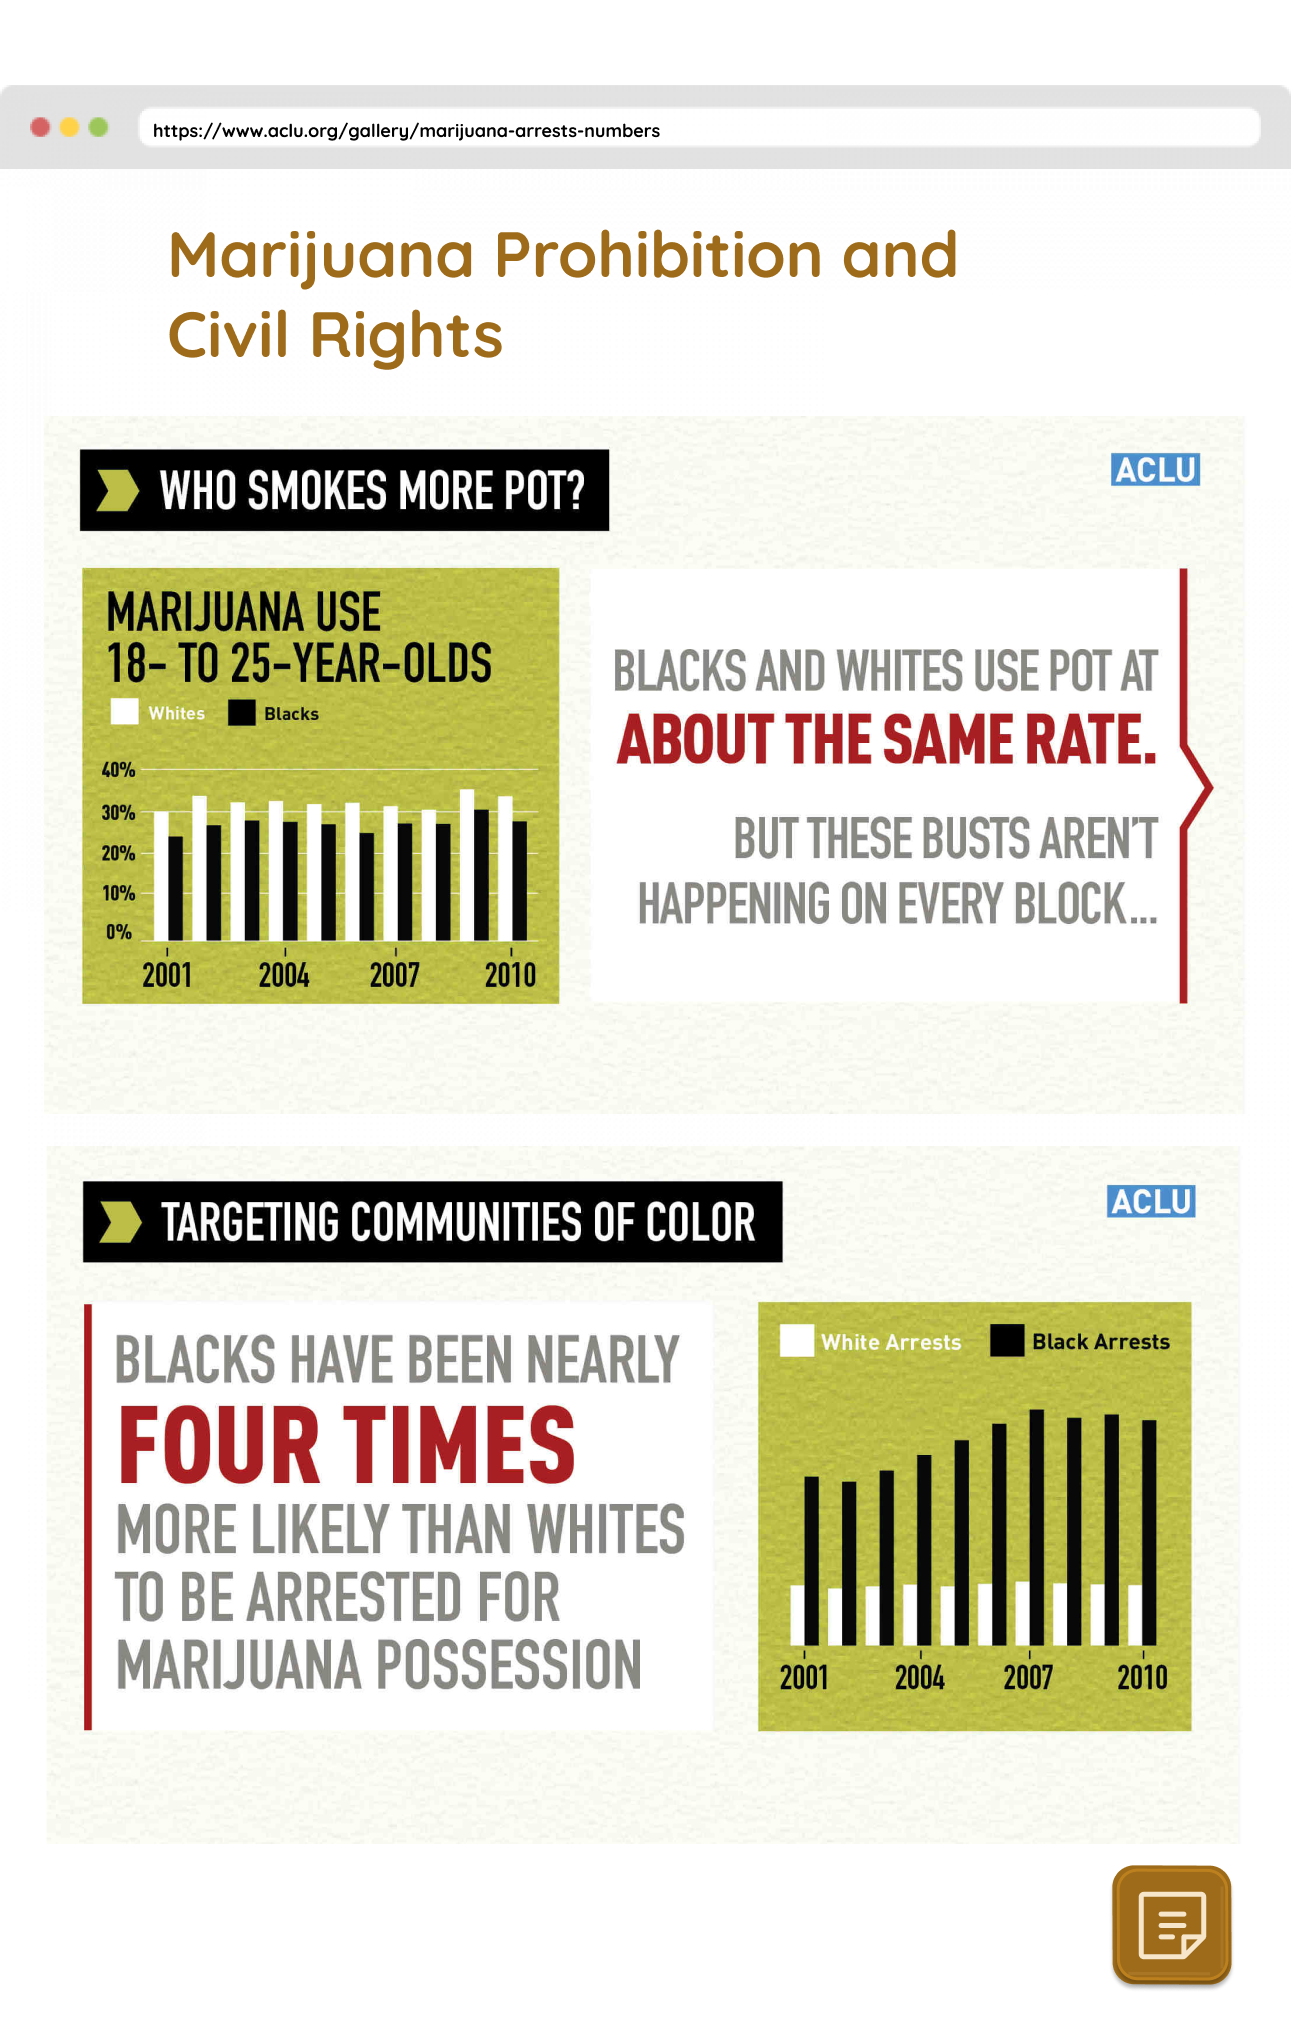 https://www.aclu.org/gallery/marijuana-arrests-numbers
Marijuana Prohibition and
Civil Rights
WHO SMOKES MORE POT?
ACLU
MARIJUANA USE
18- TO 25-YEAR-OLDS
Whites Blacks
40%
30%
20%
10%
0%
2001 2004 2007 2010
BLACKS AND WHITES USE POT AT
ABOUT THE SAME RATE.
BUT THESE BUSTS AREN'T
HAPPENING ON EVERY BLOCK...
TARGETING COMMUNITIES OF COLOR
ACLU
BLACKS HAVE BEEN NEARLY
FOUR TIMES
MORE LIKELY THAN WHITES
TO BE ARRESTED FOR
MARIJUANA POSSESSION
White Arrests Black Arrests
2001 2004 2007 2010